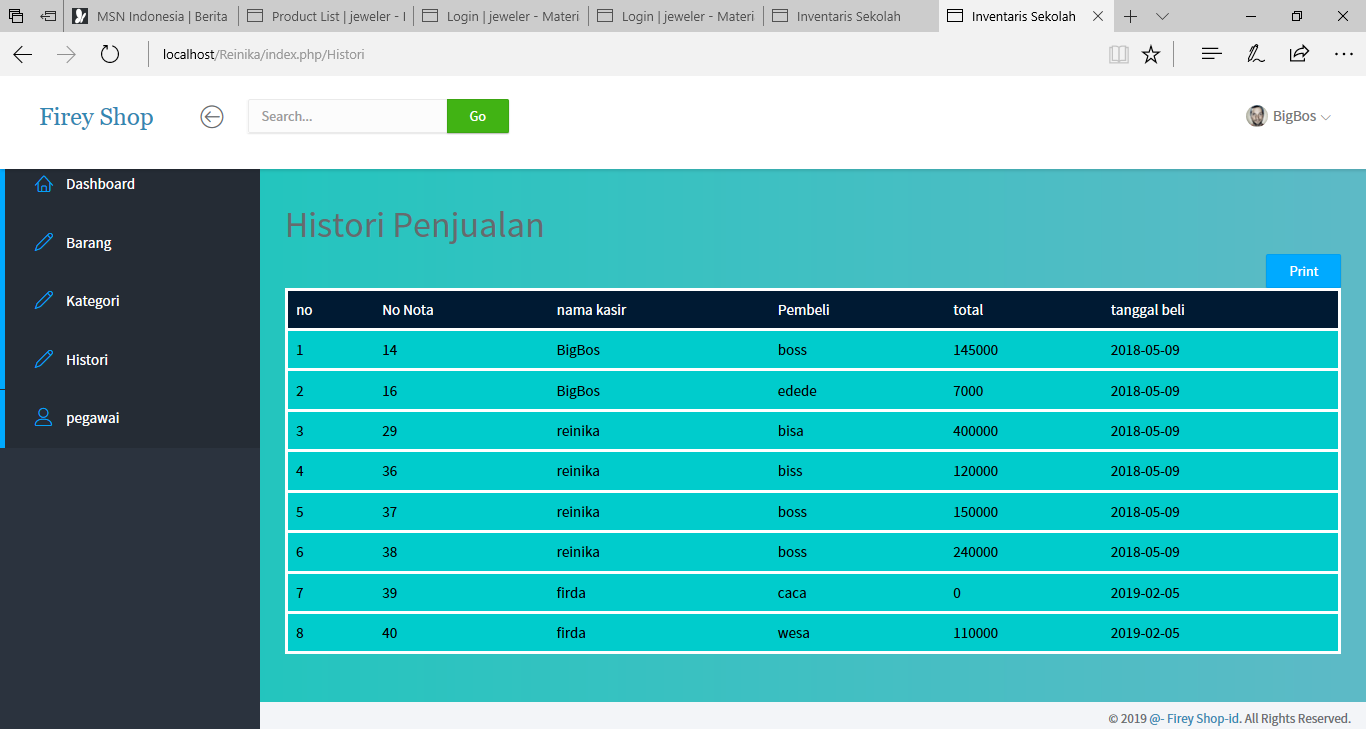 MSN Indonesia | Berita
Product List | jeweler - I
Login | jeweler - Materi
Login | jeweler - Materi
Inventaris Sekolah
Inventaris Sekolah
localhost/Reinika/index.php/Histori
Firey Shop
Search...
Go
BigBos
Dashboard
Barang
Kategori
Histori
pegawai
Histori Penjualan
Print
no No Nota nama kasir Pembeli total tanggal beli
1 14 BigBos boss 145000 2018-05-09
2 16 BigBos edede 7000 2018-05-09
3 29 reinika bisa 400000 2018-05-09
4 36 reinika biss 120000 2018-05-09
5 37 reinika boss 150000 2018-05-09
6 38 reinika boss 240000 2018-05-09
7 39 firda caca 0 2019-02-05
8 40 firda wesa 110000 2019-02-05
© 2019 @- Firey Shop-id. All Rights Reserved.